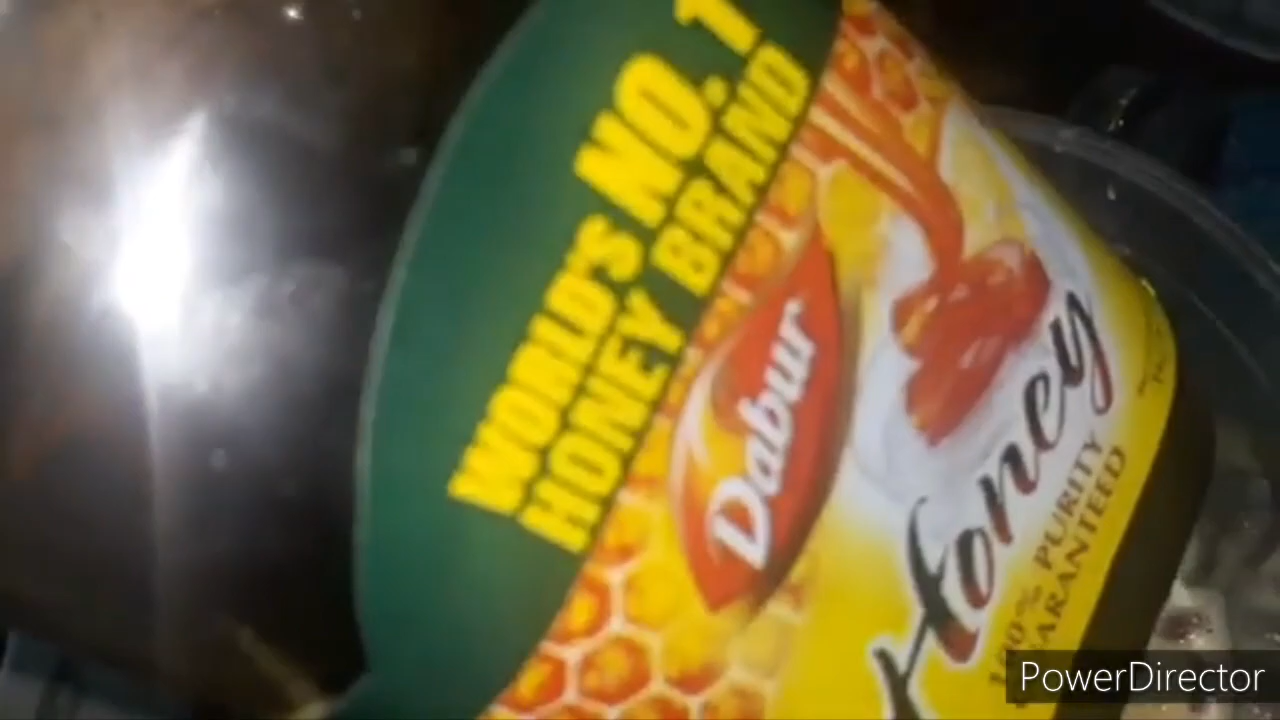 WORLD'S NO. 1
HONEY BRAND
Dabur
Honey
100% PURITY
GUARANTEED
PowerDirector